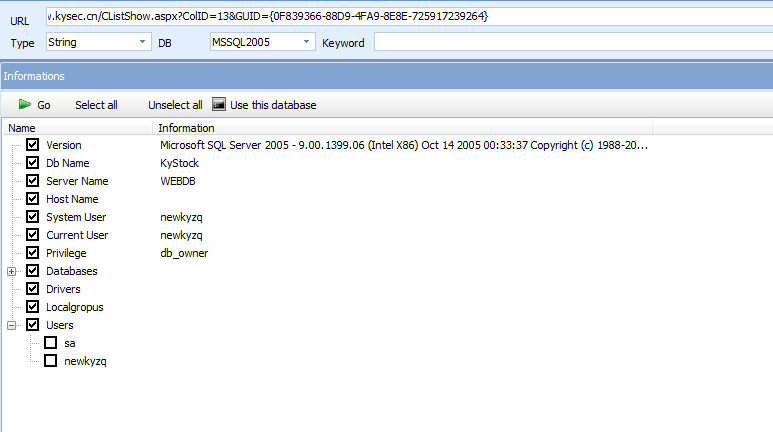 URL .kysec.cn/CListShow.aspx?ColID=13&GUID={0F839366-88D9-4FA9-8E8E-725917239264}
Type String DB MSSQL2005 Keyword
Informations
Go Select all Unselect all Use this database
Name Information
Version Microsoft SQL Server 2005 - 9.00.1399.06 (Intel X86) Oct 14 2005 00:33:37 Copyright (c) 1988-20...
Db Name KyStock
Server Name WEBDB
Host Name
System User newkyzq
Current User newkyzq
Privilege db_owner
Databases
Drivers
Localgropus
Users
sa
newkyzq